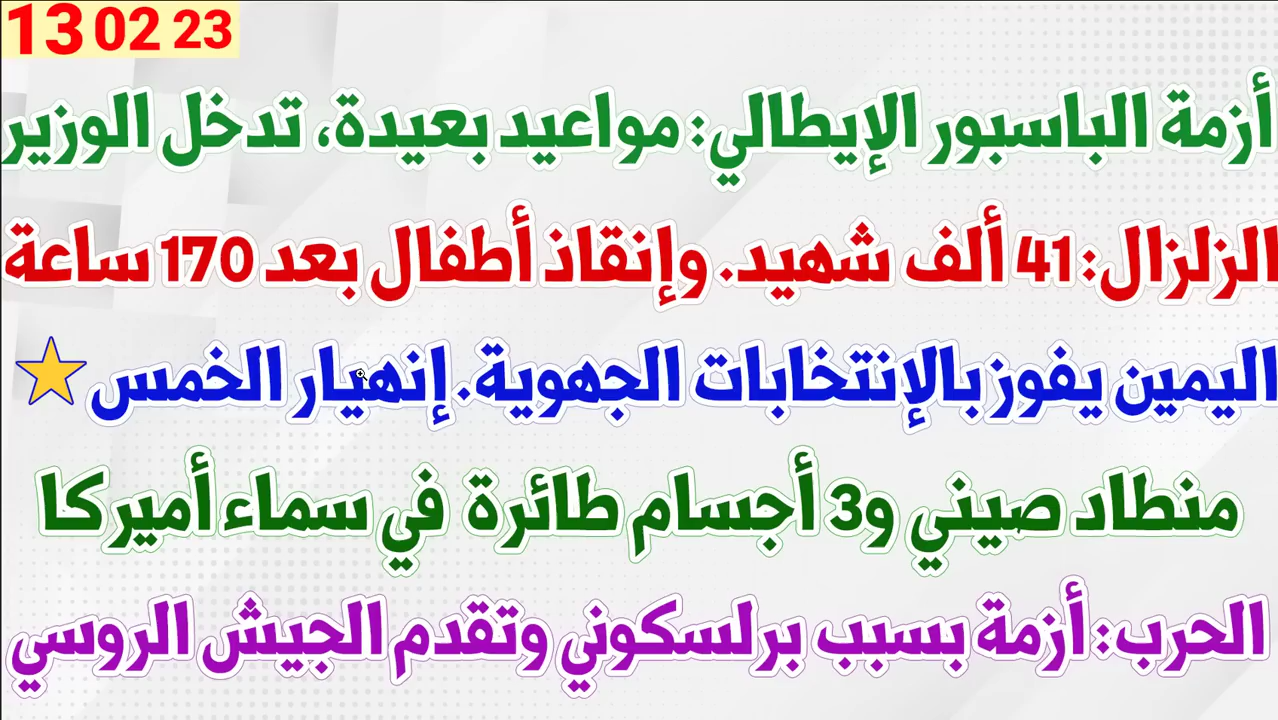 13 02 23
أزمة الباسبور الإيطالي: مواعيد بعيدة، تدخل الوزير
الزلزال: 41 ألف شهيد. وإنقاذ أطفال بعد 170 ساعة
اليمين يفوز بالإنتخابات الجهوية. إنهيار الخمس
منطاد صيني و3 أجسام طائرة في سماء أميركا
الحرب: أزمة بسبب برلسكوني وتقدم الجيش الروسي